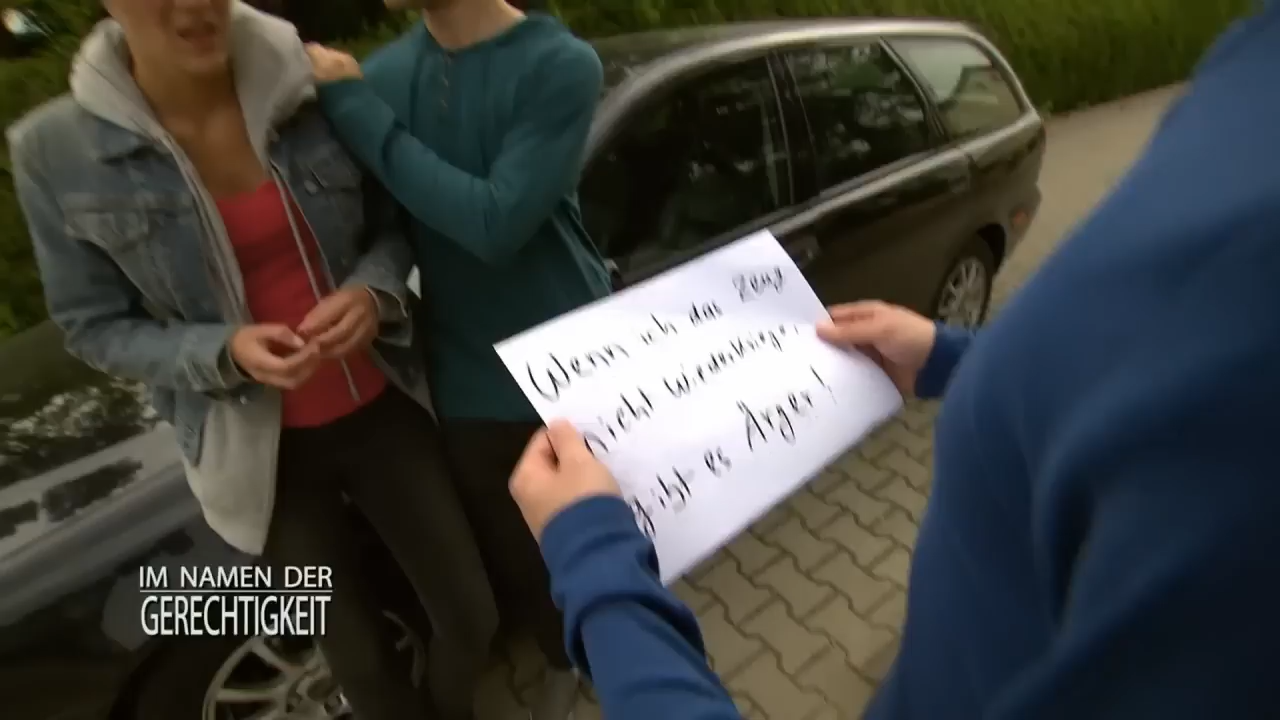 Wenn ich das Zeug
nicht wiederkriege,
gibt es Ärger!
IM NAMEN DER
GERECHTIGKEIT